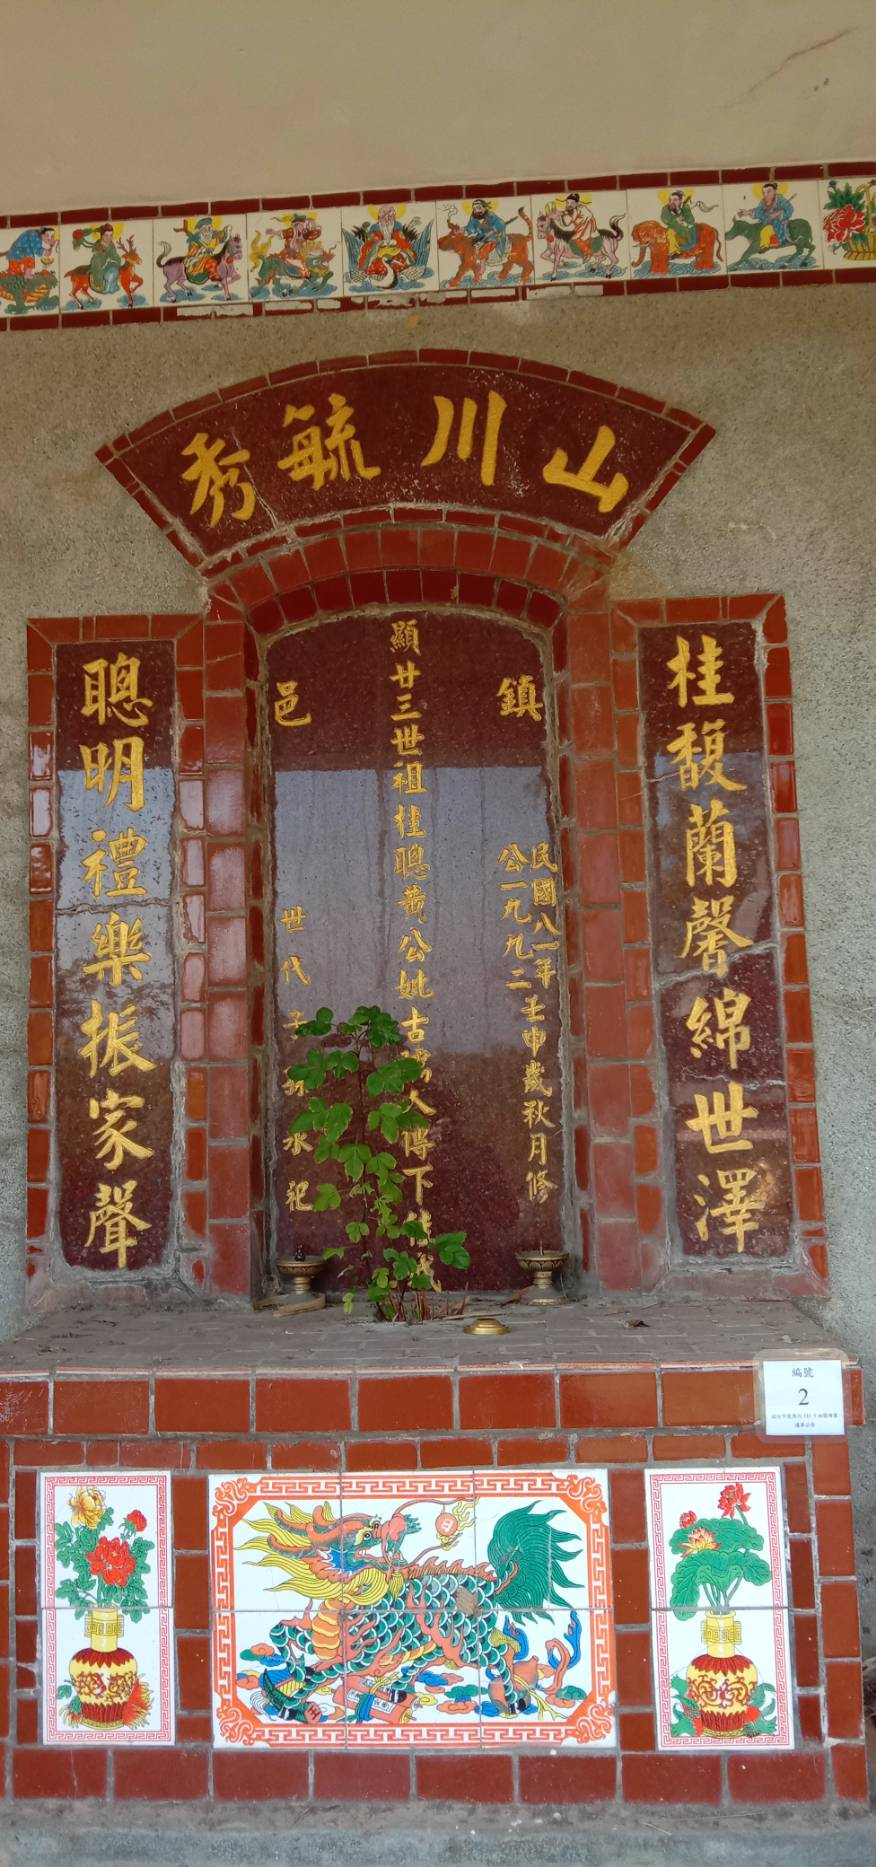 山川毓秀
桂馥蘭馨綿世澤
鎮
民國八一年壬申歲秋月修
公一九九二
顯廿三世祖桂聰黃公妣古孺人傳下佳城
邑
世代子孫永祀
聰明禮樂振家聲
編號
2